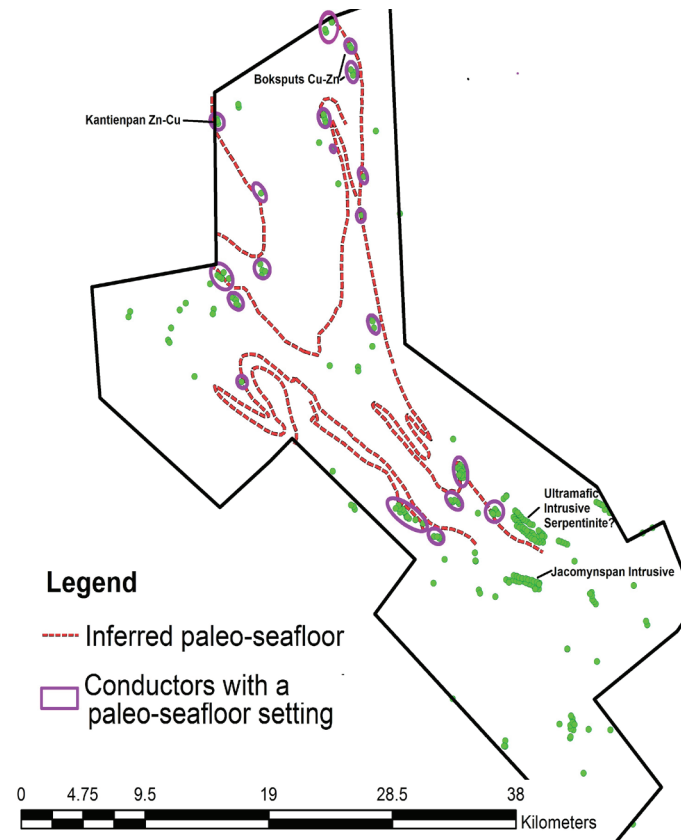 Boksputs Cu-Zn
Kantienpan Zn-Cu
Ultramafic
Intrusive
Serpentinite?
Jacomynspan Intrusive
Legend
Inferred paleo-seafloor
Conductors with a
paleo-seafloor setting
0 4.75 9.5 19 28.5 38
Kilometers